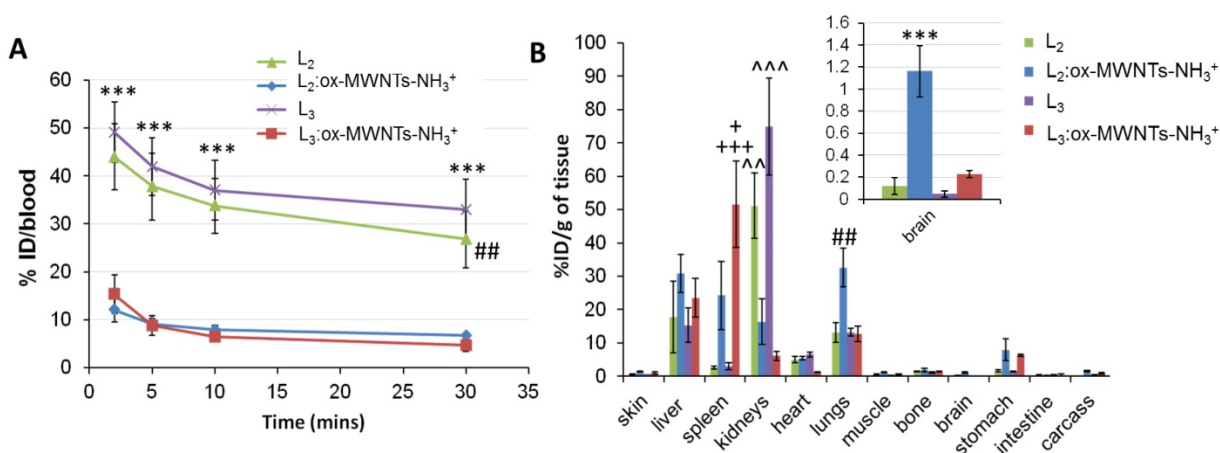 A
L₂
L₂:ox-MWNTs-NH₃⁺
L₃
L₃:ox-MWNTs-NH₃⁺
% ID/blood
60
50
40
30
20
10
0
***
***
***
***
##
0
5
10
15
20
25
30
35
Time (mins)
B
L₂
L₂:ox-MWNTs-NH₃⁺
L₃
L₃:ox-MWNTs-NH₃⁺
%ID/g of tissue
100
90
80
70
60
50
40
30
20
10
0
+
+++
^^
^^^
##
skin
liver
spleen
kidneys
heart
lungs
muscle
bone
brain
stomach
intestine
carcass
1.6
1.4
1.2
1
0.8
0.6
0.4
0.2
0
***
brain